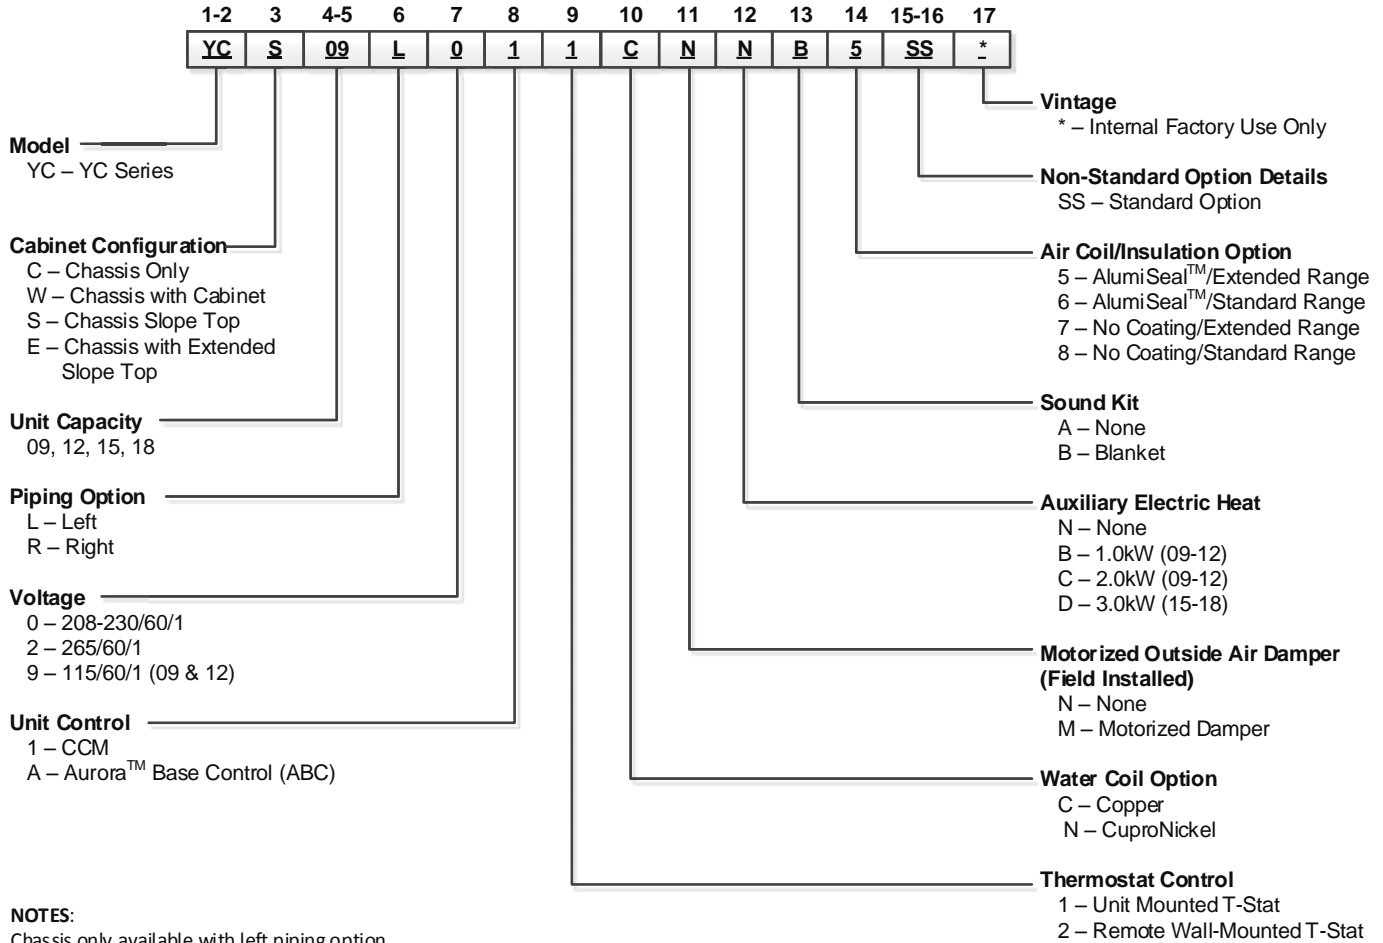 1-2 3 4-5 6 7 8 9 10 11 12 13 14 15-16 17
YC S 09 L 0 1 1 C N N B 5 SS *
Model
YC – YC Series
Cabinet Configuration
C – Chassis Only
W – Chassis with Cabinet
S – Chassis Slope Top
E – Chassis with Extended
Slope Top
Unit Capacity
09, 12, 15, 18
Piping Option
L – Left
R – Right
Voltage
0 – 208-230/60/1
2 – 265/60/1
9 – 115/60/1 (09 & 12)
Unit Control
1 – CCM
A – Aurora™ Base Control (ABC)
NOTES:
Chassis only available with left piping option
Vintage
* – Internal Factory Use Only
Non-Standard Option Details
SS – Standard Option
Air Coil/Insulation Option
5 – AlumiSeal™/Extended Range
6 – AlumiSeal™/Standard Range
7 – No Coating/Extended Range
8 – No Coating/Standard Range
Sound Kit
A – None
B – Blanket
Auxiliary Electric Heat
N – None
B – 1.0kW (09-12)
C – 2.0kW (09-12)
D – 3.0kW (15-18)
Motorized Outside Air Damper
(Field Installed)
N – None
M – Motorized Damper
Water Coil Option
C – Copper
N – CuproNickel
Thermostat Control
1 – Unit Mounted T-Stat
2 – Remote Wall-Mounted T-Stat